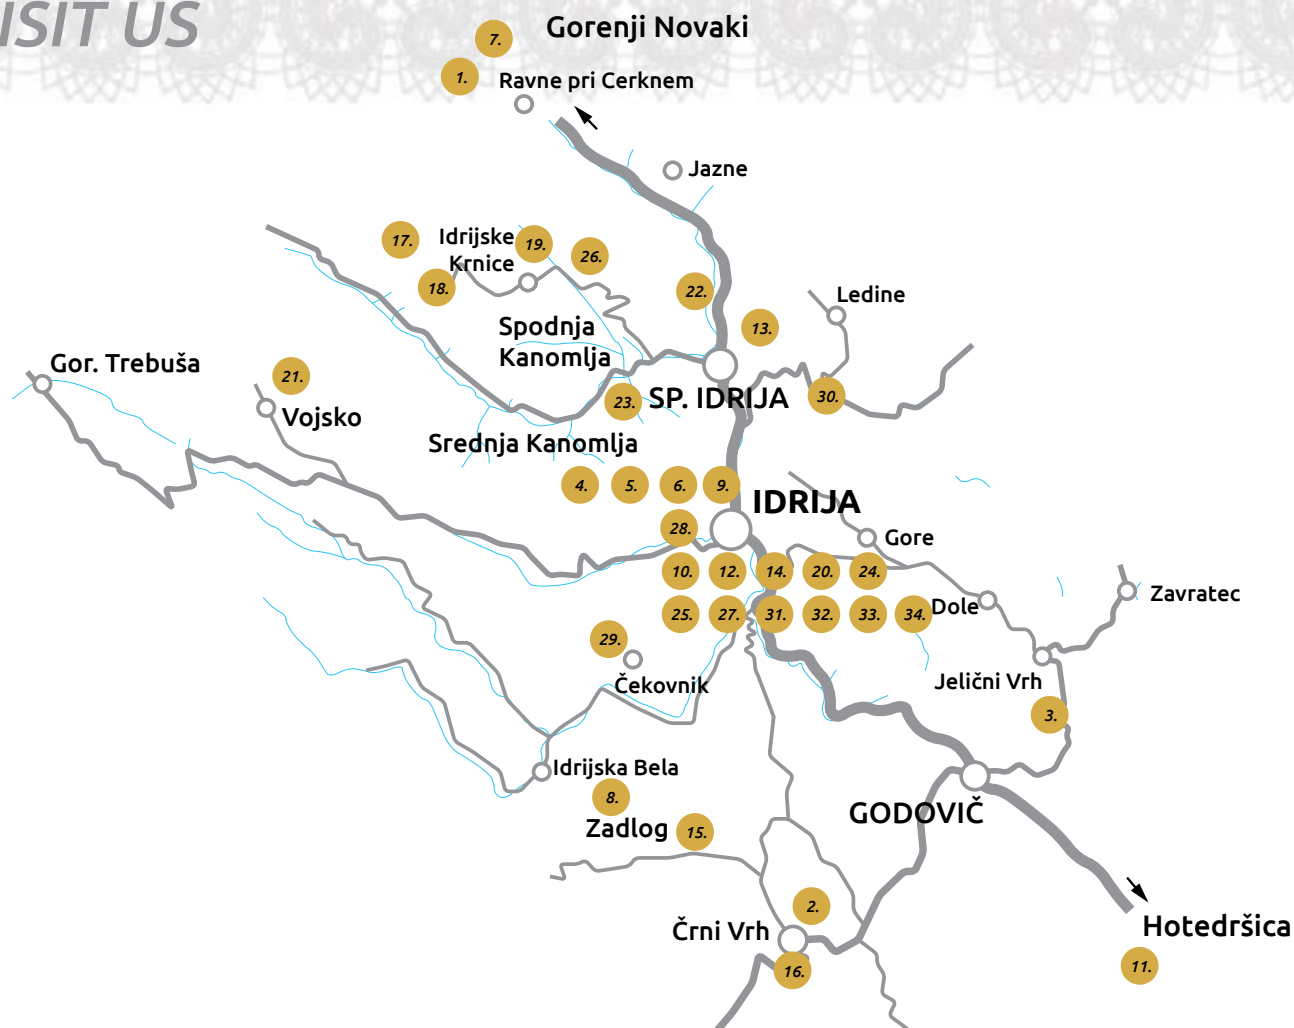 ISIT US
Gorenji Novaki
7.
1.
Ravne pri Cerknem
Jazne
17.
Idrijske
Krnice
19.
26.
18.
22.
Ledine
13.
Spodnja
Kanomlja
Gor. Trebuša
21.
Vojsko
23.
SP. IDRIJA
30.
Srednja Kanomlja
4.
5.
6.
9.
IDRIJA
28.
Gore
10.
12.
14.
20.
24.
Zavratec
25.
27.
31.
32.
33.
34.
Dole
29.
Čekovnik
Jelični Vrh
3.
Idrijska Bela
8.
Zadlog
15.
GODOVIČ
2.
Črni Vrh
16.
Hotedršica
11.